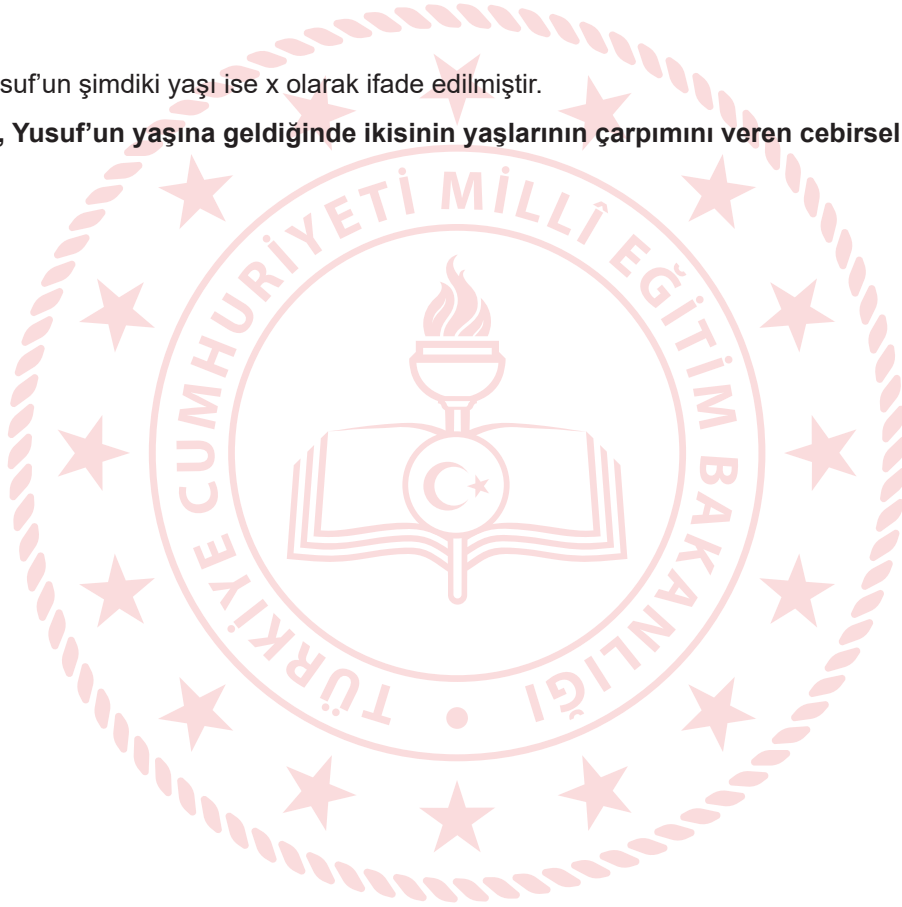 suf’un şimdiki yaşı ise x olarak ifade edilmiştir.
, Yusuf’un yaşına geldiğinde ikisinin yaşlarının çarpımını veren cebirsel
TÜRKİYE CUMHURİYETİ MİLLÎ EĞİTİM BAKANLIĞI